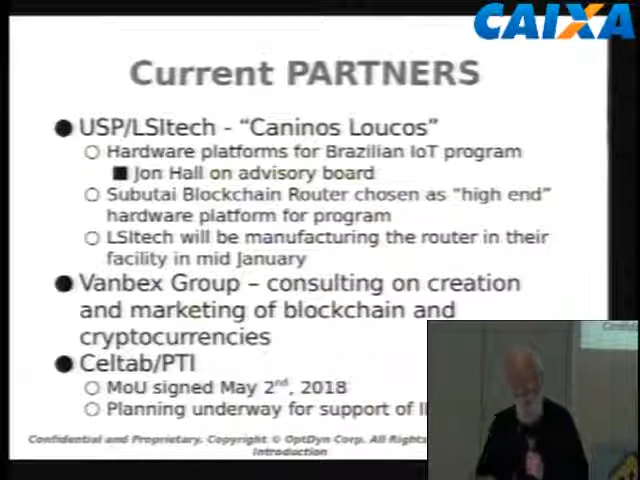 CAIXA
Current PARTNERS
● USP/LSItech - “Caninos Loucos”
○ Hardware platforms for Brazilian IoT program
■ Jon Hall on advisory board
○ Subutai Blockchain Router chosen as “high end”
hardware platform for program
○ LSItech will be manufacturing the router in their
facility in mid January
● Vanbex Group – consulting on creation
and marketing of blockchain and
cryptocurrencies
● Celtab/PTI
○ MoU signed May 2nd, 2018
○ Planning underway for support of
Confidential and Proprietary. Copyright © OptDyn Corp. All Rights
Introduction